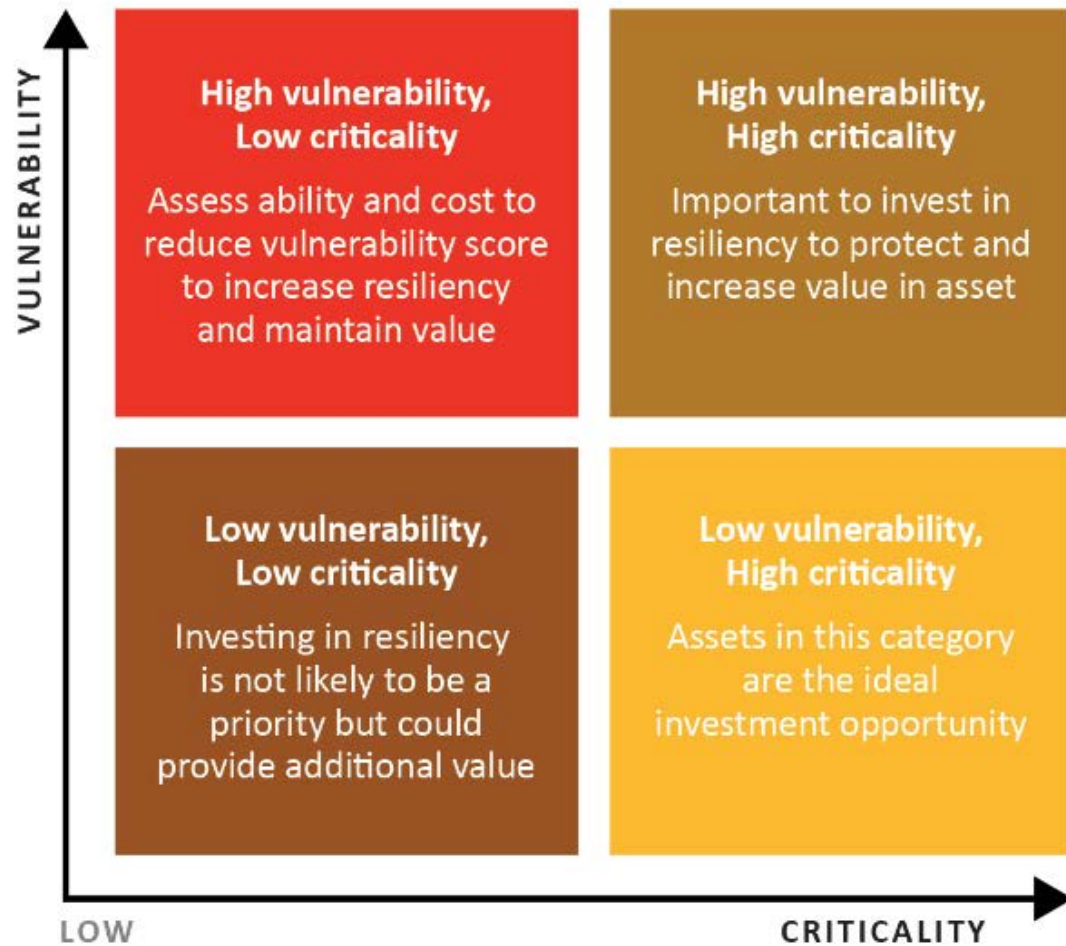 VULNERABILITY
High vulnerability,
Low criticality
Assess ability and cost to
reduce vulnerability score
to increase resiliency
and maintain value
High vulnerability,
High criticality
Important to invest in
resiliency to protect and
increase value in asset
Low vulnerability,
Low criticality
Investing in resiliency
is not likely to be a
priority but could
provide additional value
Low vulnerability,
High criticality
Assets in this category
are the ideal
investment opportunity
LOW
CRITICALITY